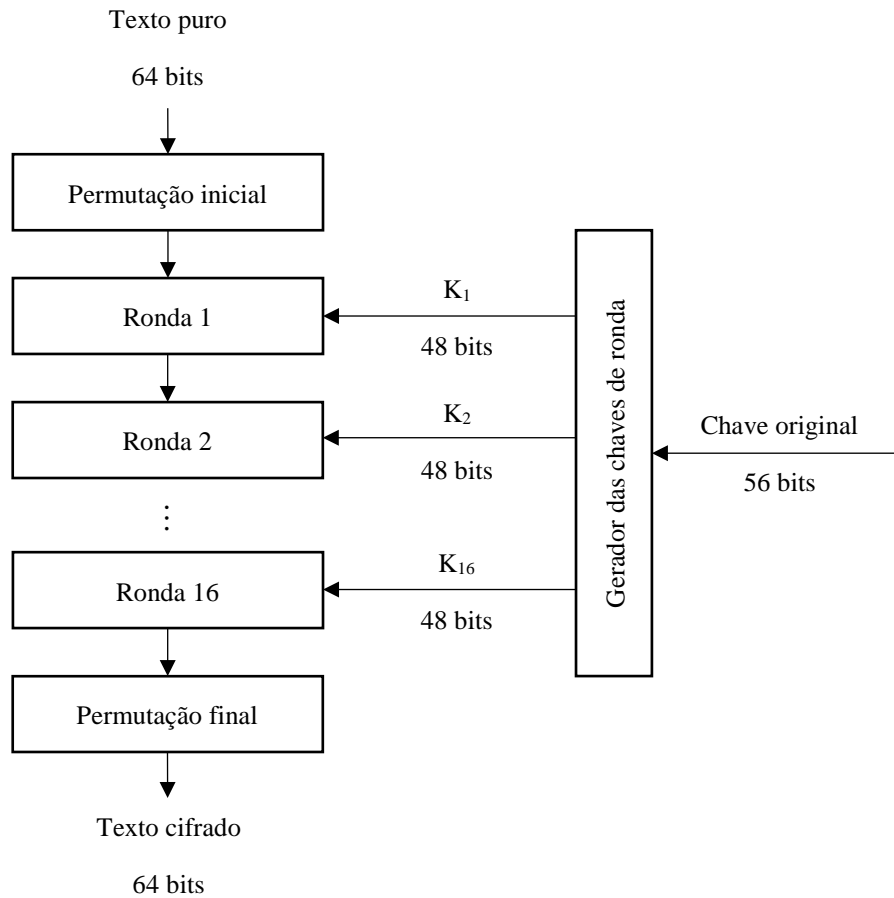 Texto puro
64 bits
Permutação inicial
Ronda 1
K₁
48 bits
Ronda 2
K₂
48 bits
⋮
Ronda 16
K₁₆
48 bits
Permutação final
Texto cifrado
64 bits
Gerador das chaves de ronda
Chave original
56 bits